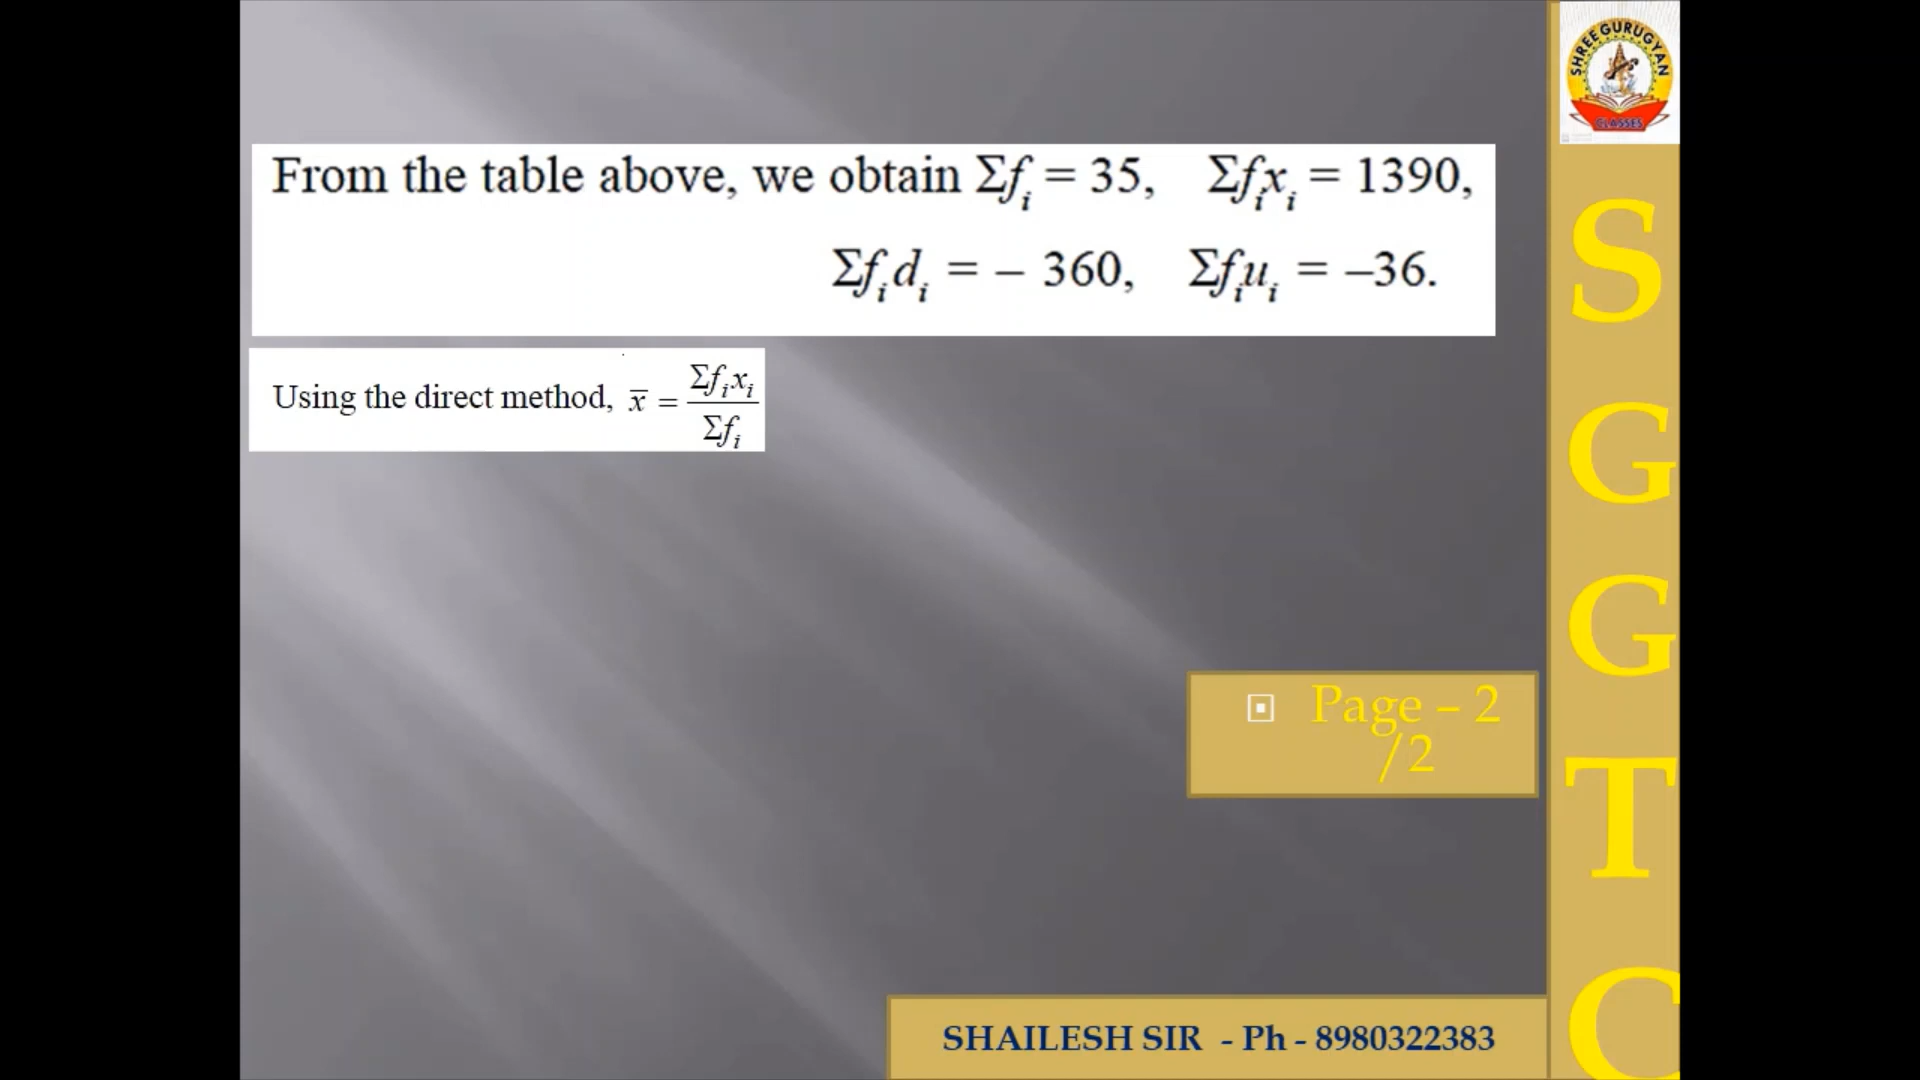 SHREE GURUGYAN
CLASSES
From the table above, we obtain Σfᵢ = 35, Σfᵢxᵢ = 1390,
Σfᵢdᵢ = – 360, Σfᵢuᵢ = –36.
Using the direct method, x̄ = Σfᵢxᵢ / Σfᵢ
Page – 2
/2
S
G
G
T
C
SHAILESH SIR - Ph - 8980322383